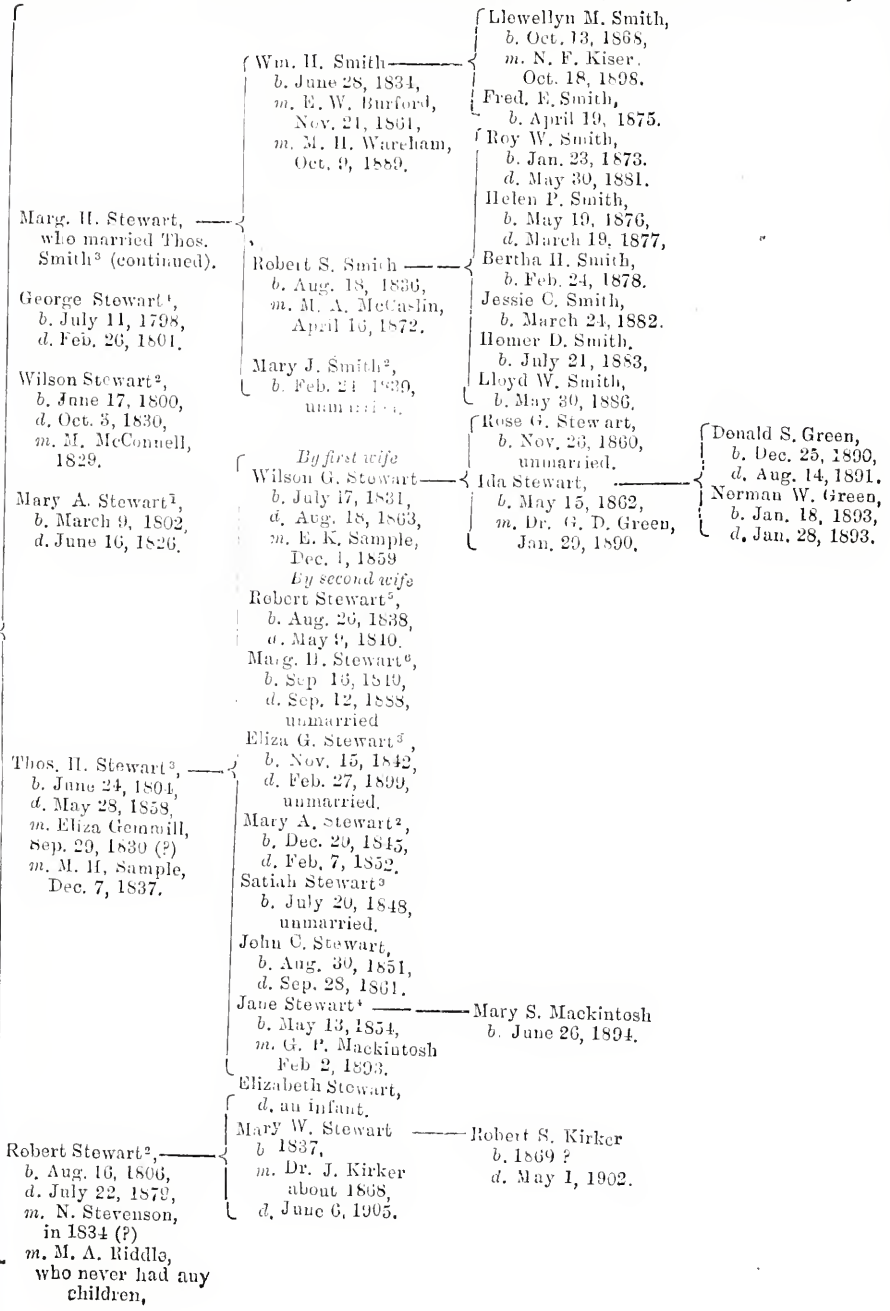 Marg. H. Stewart,
who married Thos.
Smith³ (continued).
George Stewart¹,
b. July 11, 1798,
d. Feb. 26, 1801.
Wilson Stewart²,
b. June 17, 1800,
d. Oct. 5, 1830,
m. M. McConnell,
1829.
Mary A. Stewart¹,
b. March 9, 1802,
d. June 16, 1826.
Thos. H. Stewart³,
b. June 24, 1804,
d. May 28, 1858,
m. Eliza Gemmill,
Sep. 29, 1830 (?)
m. M. H. Sample,
Dec. 7, 1837.
Robert Stewart²,
b. Aug. 16, 1806,
d. July 22, 1879,
m. N. Stevenson,
in 1834 (?)
m. M. A. Riddle,
who never had any
children,
Wm. H. Smith
b. June 28, 1834,
m. E. W. Burford,
Nov. 21, 1861,
m. M. H. Wareham,
Oct. 9, 1889.
Robert S. Smith
b. Aug. 18, 1836,
m. M. A. McCaslin,
April 16, 1872.
Mary J. Smith²,
b. Feb. 1839,
By first wife
Wilson G. Stewart
b. July 17, 1831,
d. Aug. 18, 1863,
m. E. K. Sample,
Dec. 1, 1859
By second wife
Robert Stewart⁵,
b. Aug. 26, 1838,
d. May 9, 1840.
Marg. H. Stewart⁶,
b. Sep 16, 1840,
d. Sep. 12, 1888,
unmarried
Eliza G. Stewart³,
b. Nov. 15, 1842,
d. Feb. 27, 1899,
unmarried.
Mary A. Stewart²,
b. Dec. 20, 1845,
d. Feb. 7, 1852.
Satiah Stewart³
b. July 20, 1848,
unmarried.
John C. Stewart,
b. Aug. 30, 1851,
d. Sep. 28, 1861.
Jane Stewart⁴
b. May 13, 1854,
m. G. P. Mackintosh
Feb 2, 1893.
Elizabeth Stewart,
d. an infant.
Mary W. Stewart
b 1837,
m. Dr. J. Kirker
about 1868,
d. June 6, 1905.
Llewellyn M. Smith,
b. Oct. 13, 1868,
m. N. F. Kiser.
Oct. 18, 1898.
Fred. E. Smith,
b. April 19, 1875.
Roy W. Smith,
b. Jan. 23, 1873.
d. May 30, 1881.
Helen P. Smith,
b. May 19, 1876,
d. March 19, 1877,
Bertha H. Smith,
b. Feb. 24, 1878.
Jessie C. Smith,
b. March 24, 1882.
Homer D. Smith,
b. July 21, 1883,
Lloyd W. Smith,
b. May 30, 1886.
Rose G. Stewart,
b. Nov. 26, 1860,
unmarried.
Ida Stewart,
b. May 15, 1862,
m. Dr. G. D. Green,
Jan. 29, 1890.
Mary S. Mackintosh
b. June 26, 1894.
Robert S. Kirker
b. 1869 ?
d. May 1, 1902.
Donald S. Green,
b. Dec. 25, 1890,
d. Aug. 14, 1891.
Norman W. Green,
b. Jan. 18, 1893,
d. Jan. 28, 1893.